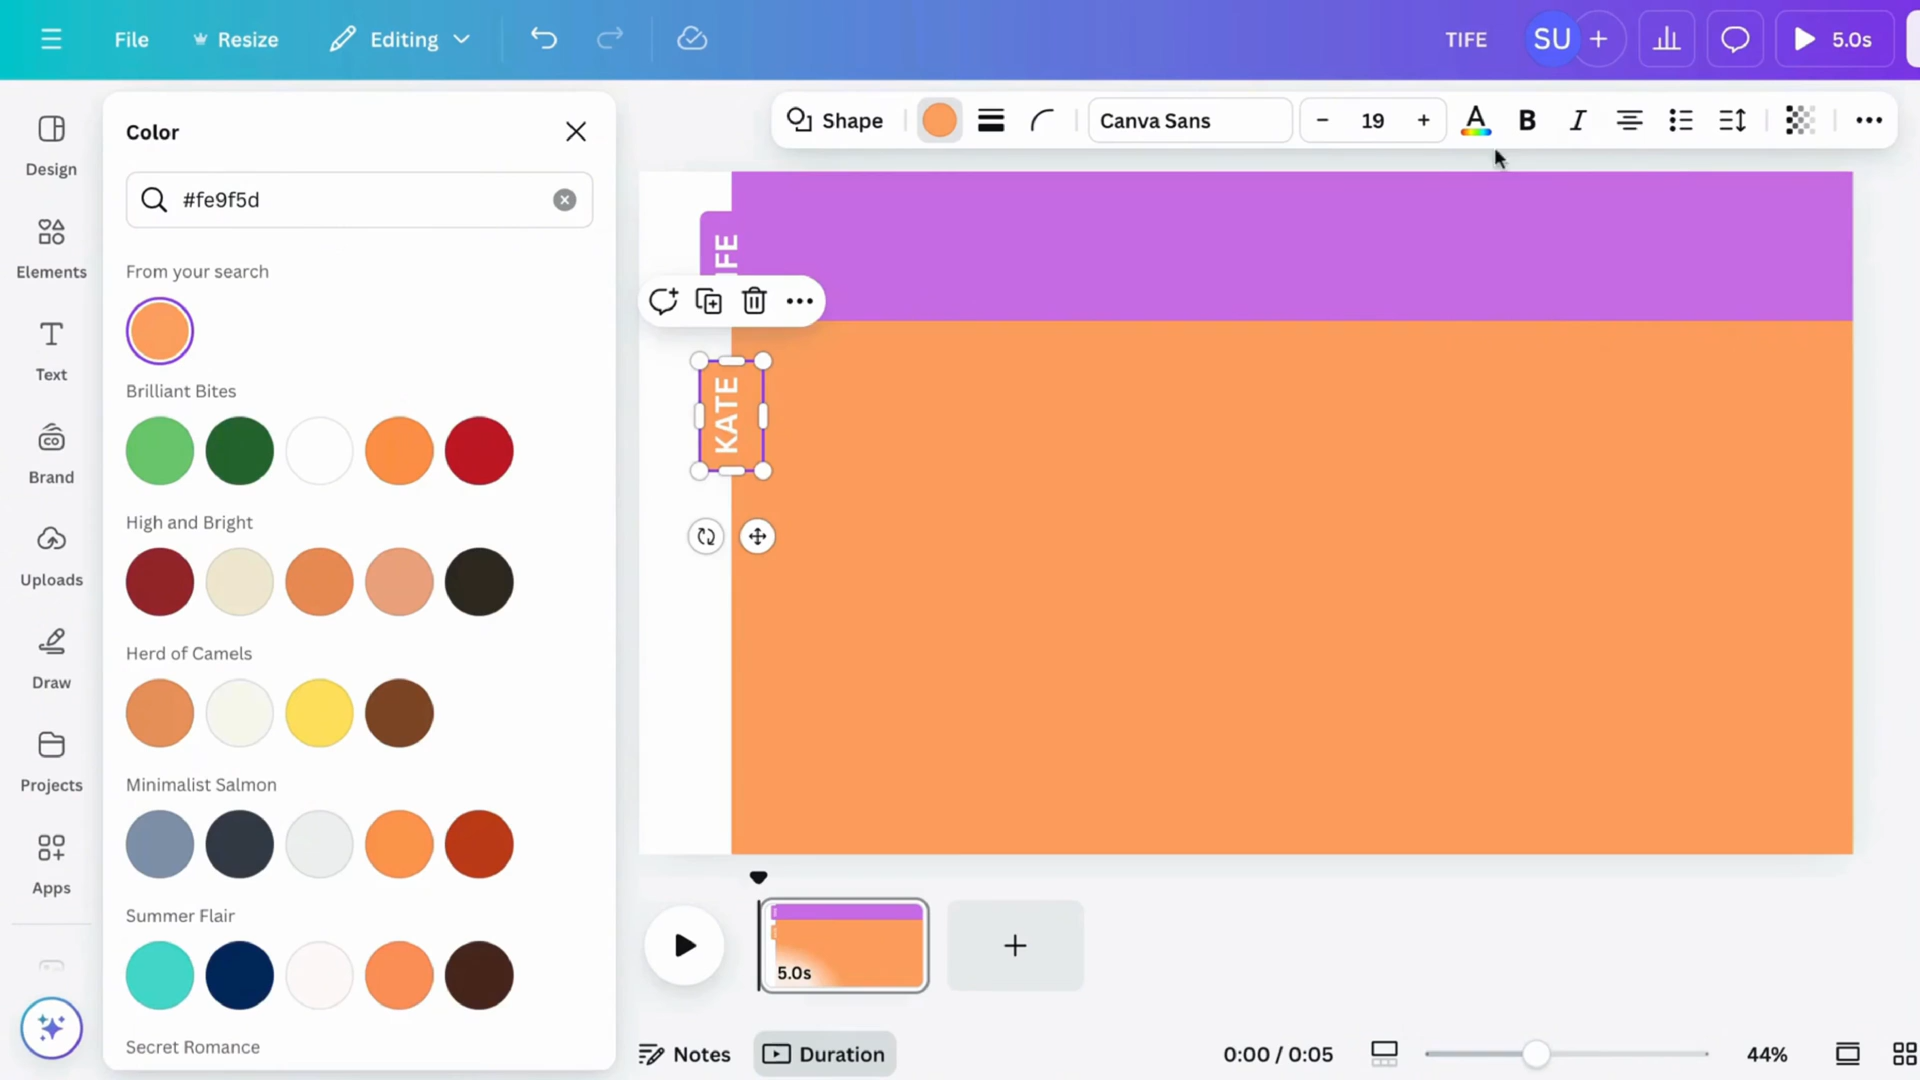 File
Resize
Editing
TIFE
SU
5.0s
Design
Elements
Text
Brand
Uploads
Draw
Projects
Apps
Color
#fe9f5d
From your search
Brilliant Bites
High and Bright
Herd of Camels
Minimalist Salmon
Summer Flair
Secret Romance
Shape
Canva Sans
19
A
B
I
IFE
KATE
5.0s
Notes
Duration
0:00 / 0:05
44%